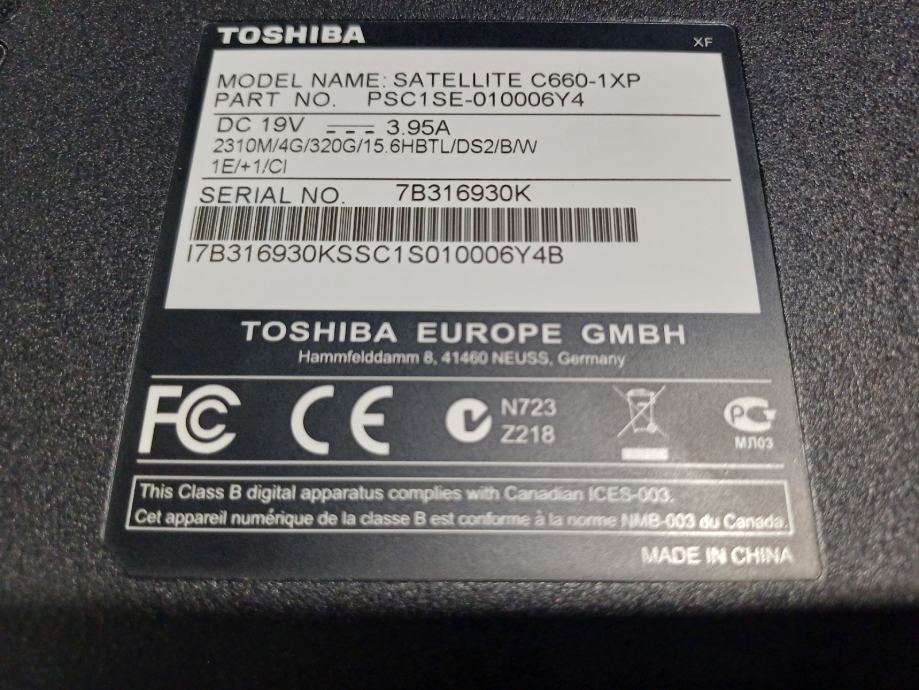 TOSHIBA
XF
MODEL NAME: SATELLITE C660-1XP
PART NO. PSC1SE-010006Y4
DC 19V 3.95A
2310M/4G/320G/15.6HBTL/DS2/B/W
1E/+1/CI
SERIAL NO. 7B316930K
I7B316930KSSC1S010006Y4B
TOSHIBA EUROPE GMBH
Hammfelddamm 8, 41460 NEUSS, Germany
FC CE N723
Z218
PG
МЛ03
This Class B digital apparatus complies with Canadian ICES-003.
Cet appareil numérique de la classe B est conforme à la norme NMB-003 du Canada.
MADE IN CHINA